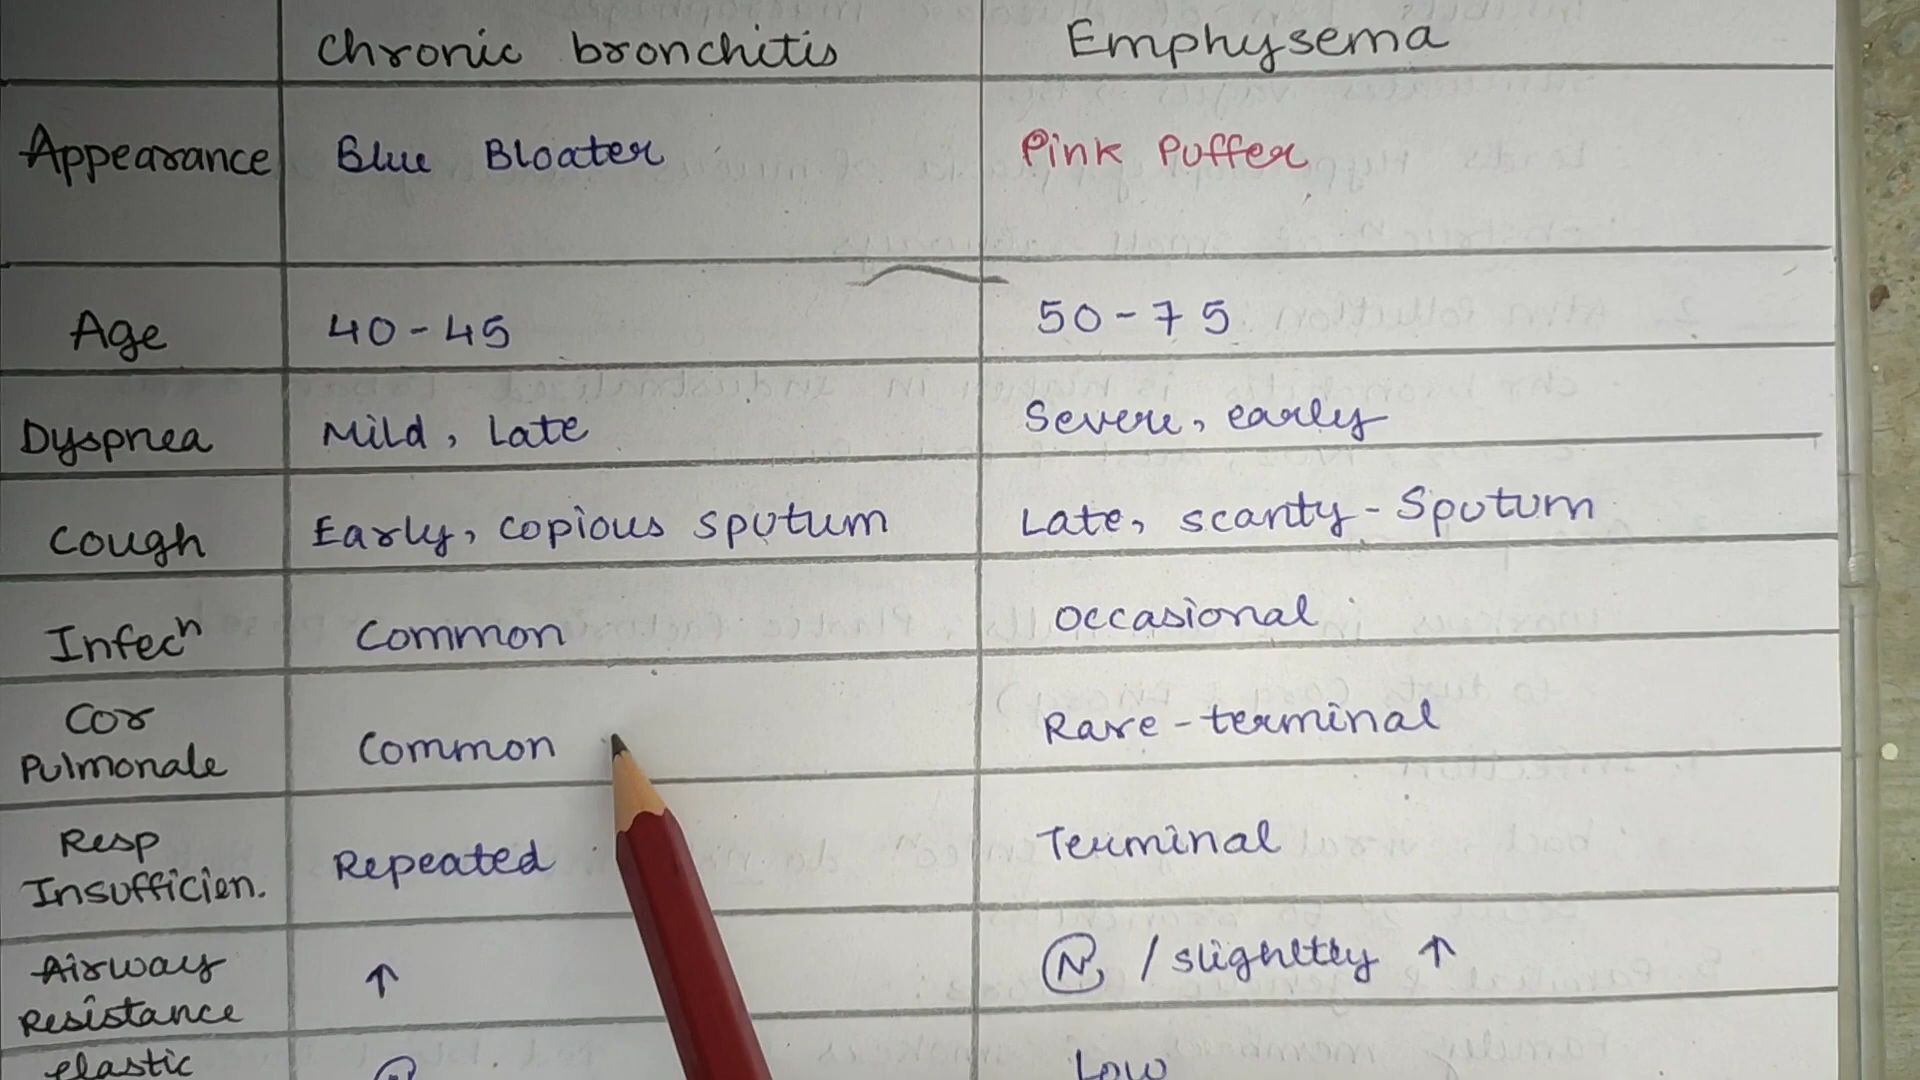 Chronic bronchitis Emphysema
Appearance Blue Bloater Pink Puffer
Age 40-45 50-75
Dyspnea Mild, Late Severe, early
Cough Early, copious sputum Late, scanty-Sputum
Infecⁿ Common Occasional
Cor
Pulmonale Common Rare-terminal
Resp
Insufficien. Repeated Terminal
Airway
Resistance ↑ Ⓝ / slightlty ↑
elastic Ⓝ Low